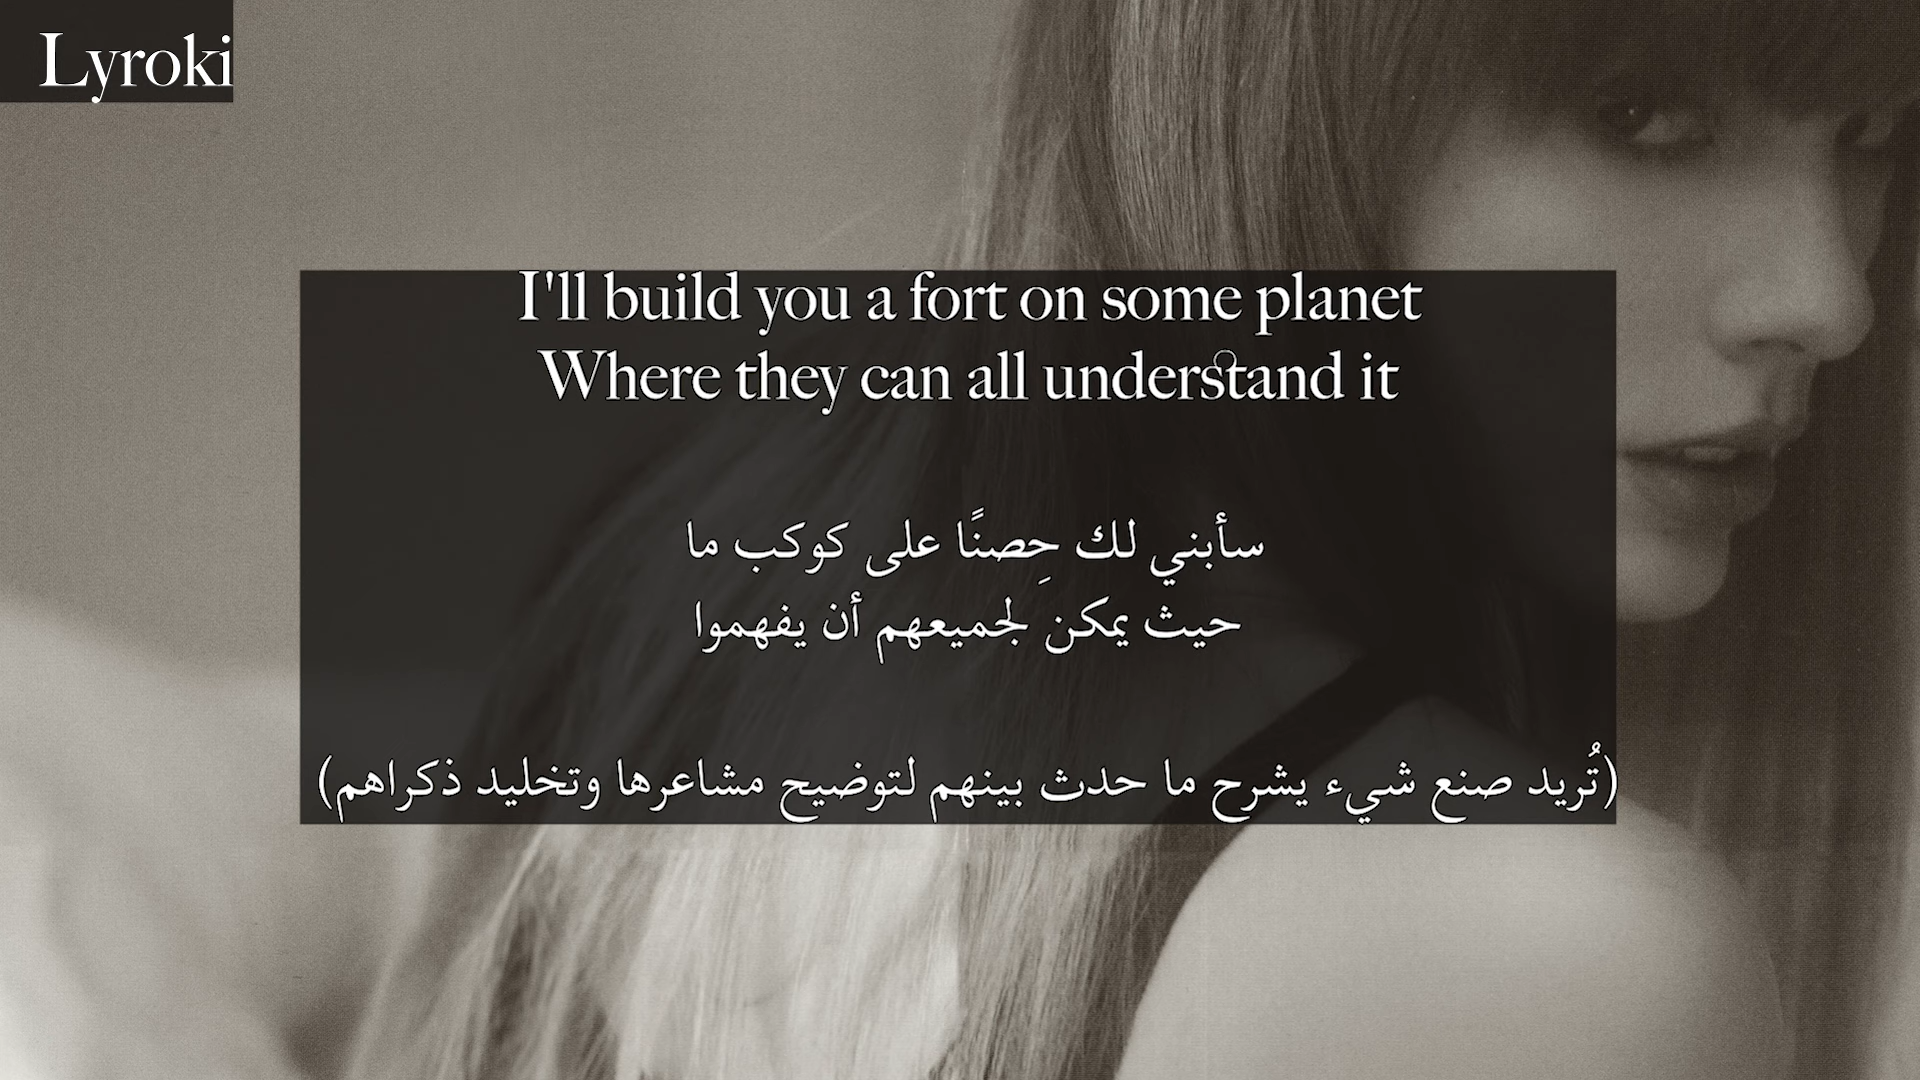 Lyroki
I'll build you a fort on some planet
Where they can all understand it
سأبني لك حِصنًا على كوكب ما
حيث يمكن لجميعهم أن يفهموا
(تُريد صنع شيء يشرح ما حدث بينهم لتوضيح مشاعرها وتخليد ذكراهم)